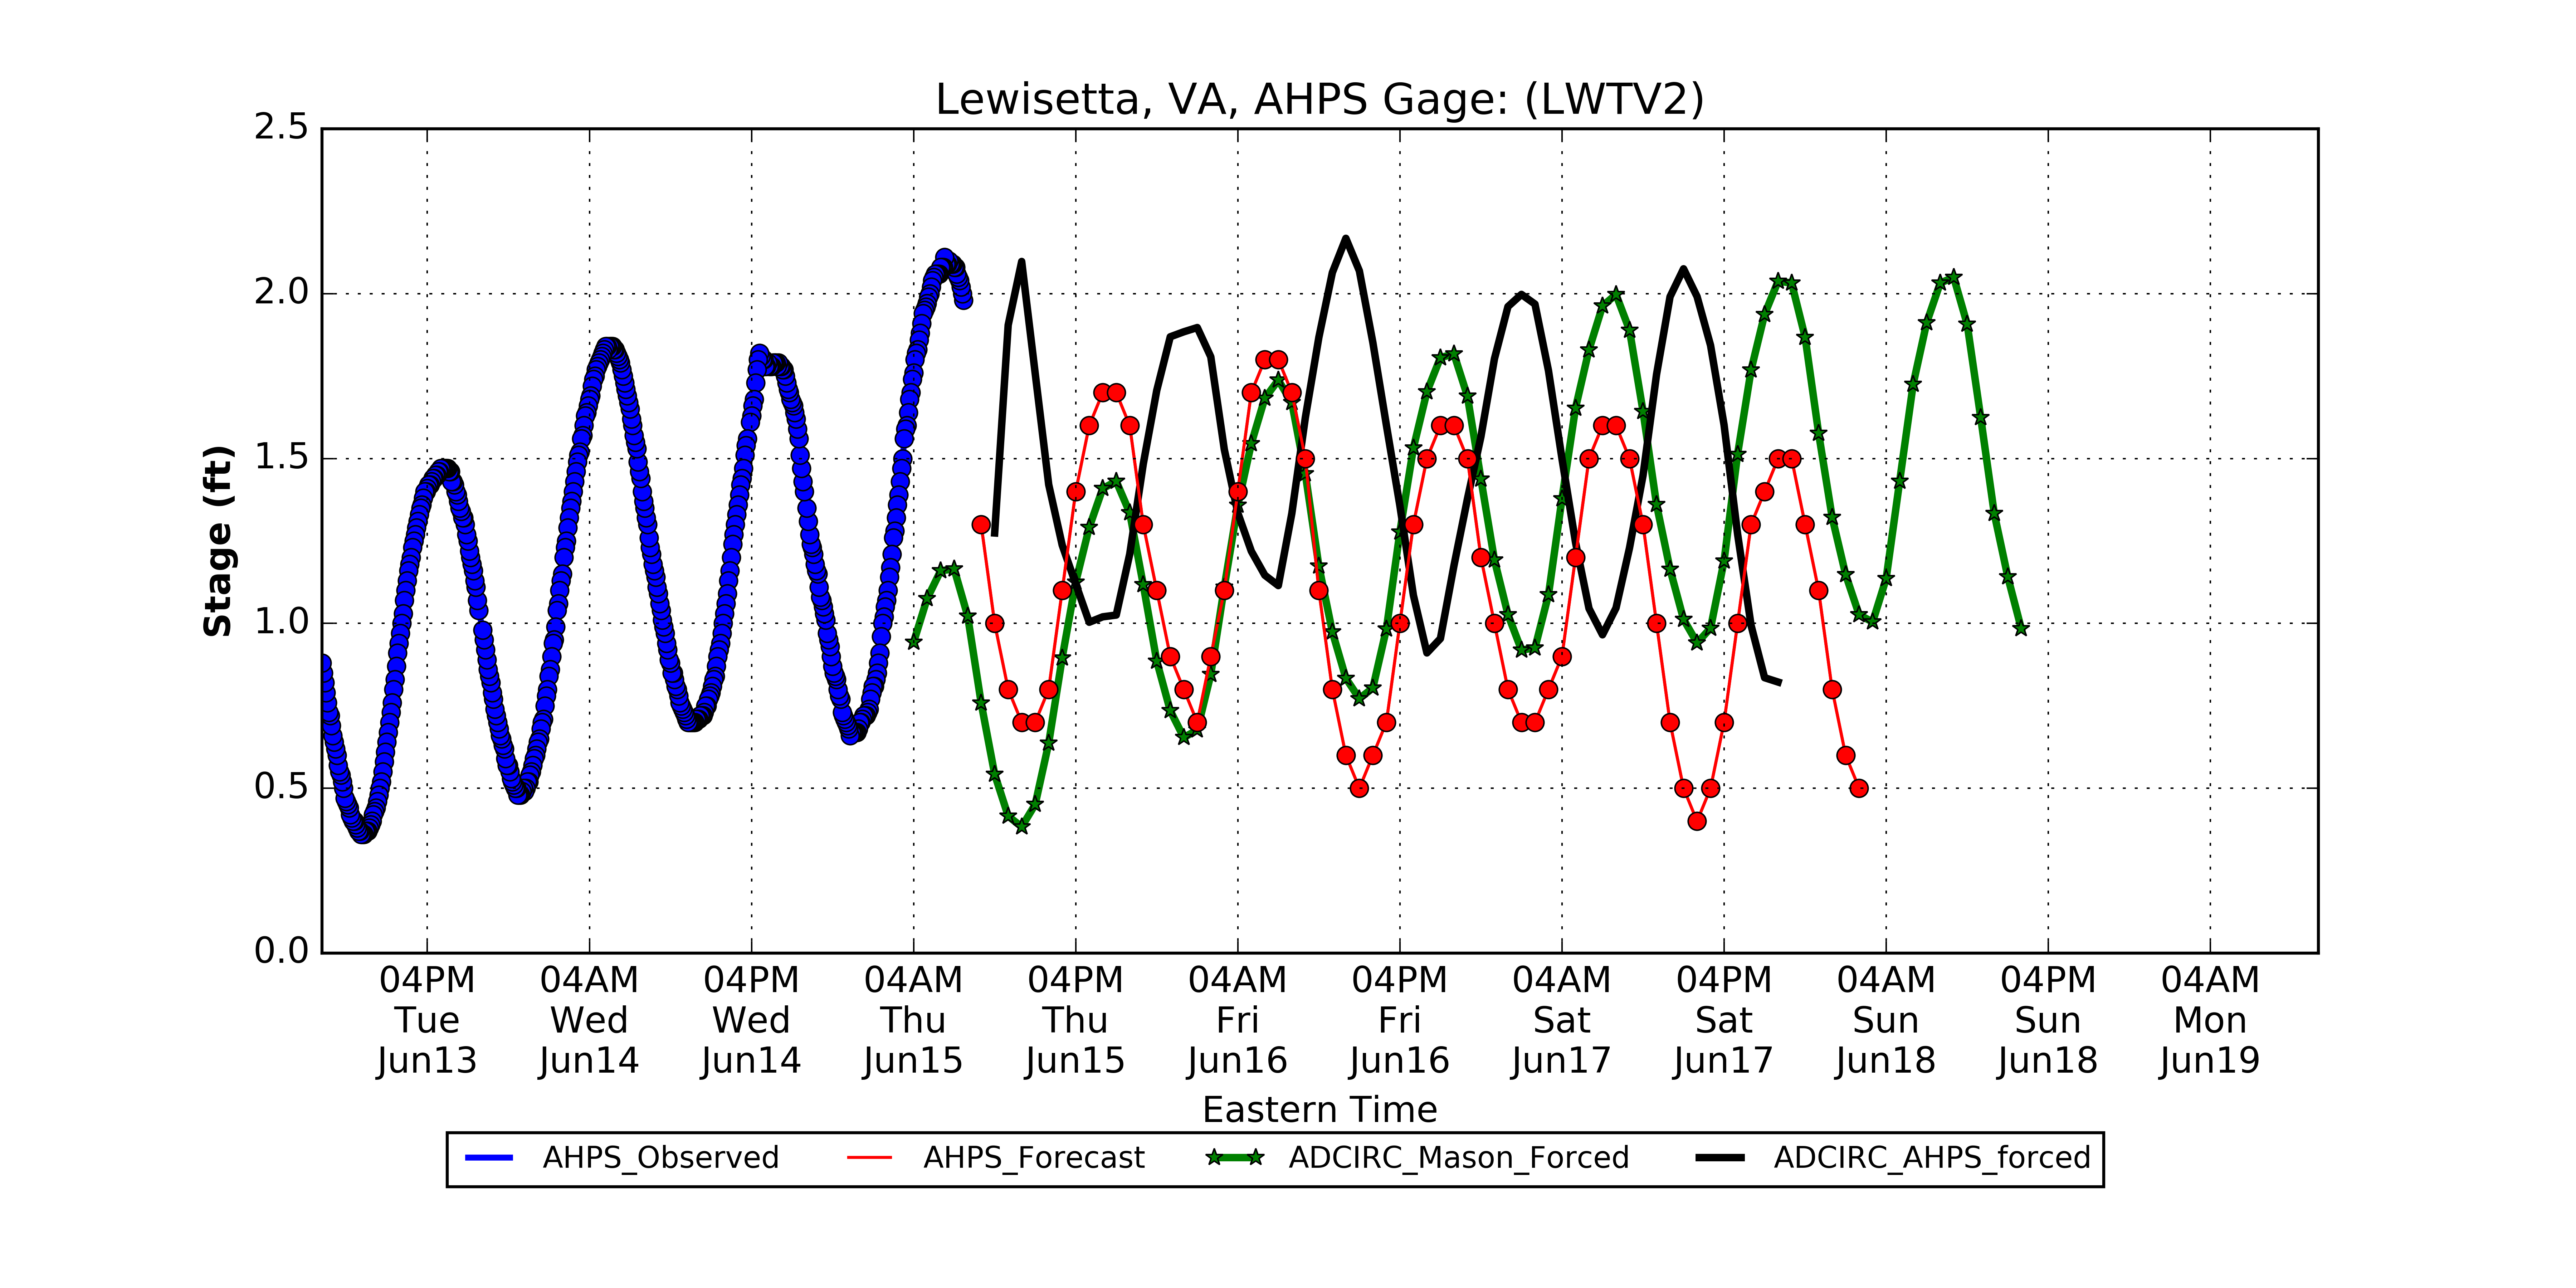 Lewisetta, VA, AHPS Gage: (LWTV2)
2.5
2.0
1.5
1.0
0.5
0.0
Stage (ft)
04PM 04AM 04PM 04AM 04PM 04AM 04PM 04AM 04PM 04AM 04PM 04AM
Tue Wed Wed Thu Thu Fri Fri Sat Sat Sun Sun Mon
Jun13 Jun14 Jun14 Jun15 Jun15 Jun16 Jun16 Jun17 Jun17 Jun18 Jun18 Jun19
Eastern Time
AHPS_Observed AHPS_Forecast ADCIRC_Mason_Forced ADCIRC_AHPS_forced